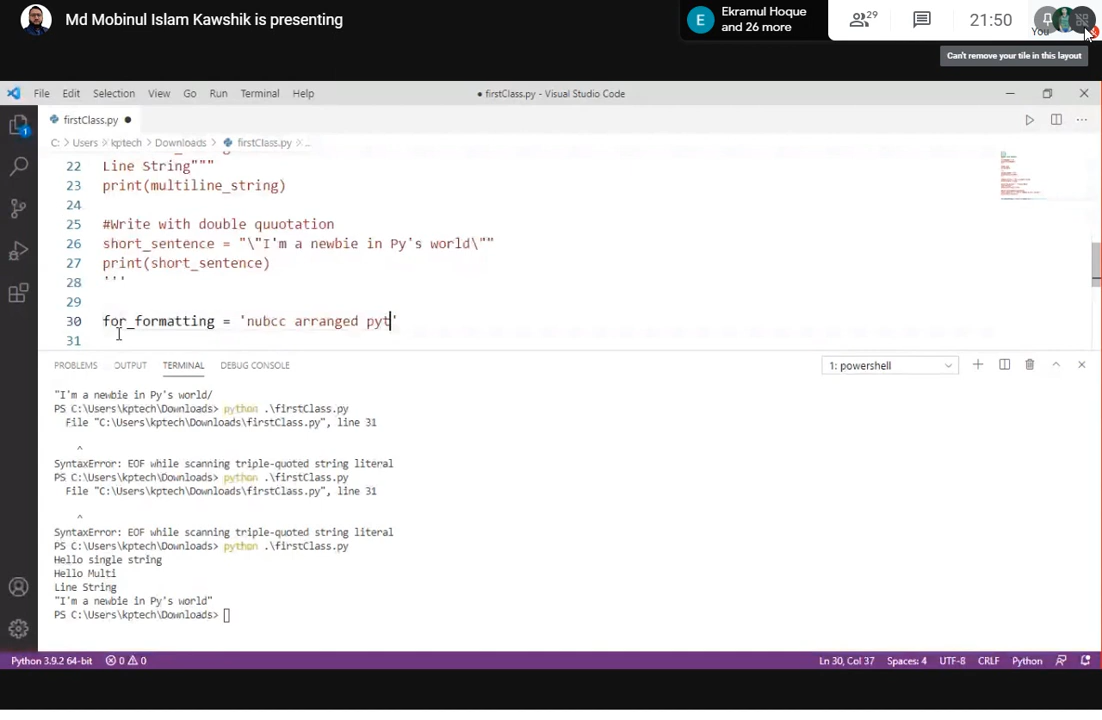 Md Mobinul Islam Kawshik is presenting
E
Ekramul Hoque
and 26 more
29
21:50
You
Can't remove your tile in this layout
File Edit Selection View Go Run Terminal Help
● firstClass.py - Visual Studio Code
firstClass.py ●
C: > Users > kptech > Downloads > firstClass.py > ...
22 Line String"""
23 print(multiline_string)
24
25 #Write with double quuotation
26 short_sentence = "\"I'm a newbie in Py's world\""
27 print(short_sentence)
28 '''
29
30 for_formatting = 'nubcc arranged pyt'
31
PROBLEMS OUTPUT TERMINAL DEBUG CONSOLE
1: powershell
"I'm a newbie in Py's world/
PS C:\Users\kptech\Downloads> python .\firstClass.py
File "C:\Users\kptech\Downloads\firstClass.py", line 31
^
SyntaxError: EOF while scanning triple-quoted string literal
PS C:\Users\kptech\Downloads> python .\firstClass.py
File "C:\Users\kptech\Downloads\firstClass.py", line 31
^
SyntaxError: EOF while scanning triple-quoted string literal
PS C:\Users\kptech\Downloads> python .\firstClass.py
Hello single string
Hello Multi
Line String
"I'm a newbie in Py's world"
PS C:\Users\kptech\Downloads>
Python 3.9.2 64-bit
0 0
Ln 30, Col 37 Spaces: 4 UTF-8 CRLF Python
1